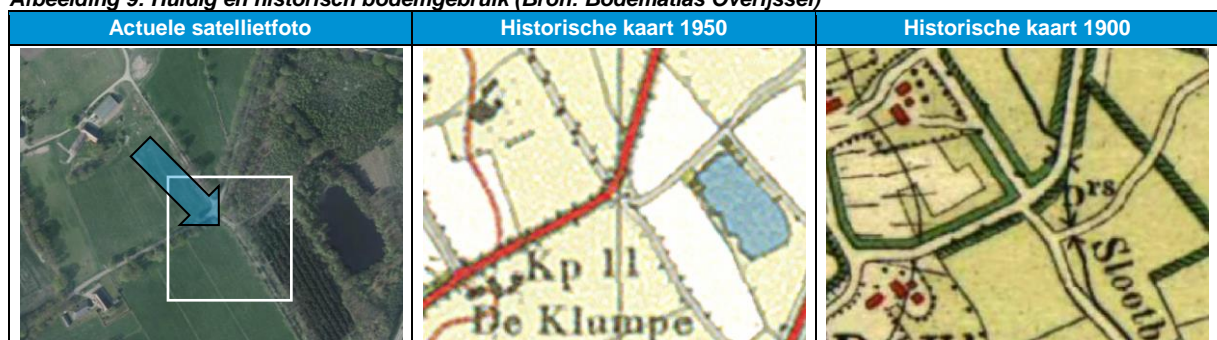 Afbeelding 9: Huidig en historisch bodemgebruik (Bron: Bodematlas Overijssel)
Actuele satellietfoto
Historische kaart 1950
Historische kaart 1900
Kp 11
De Klumpe
Drs
Slootb